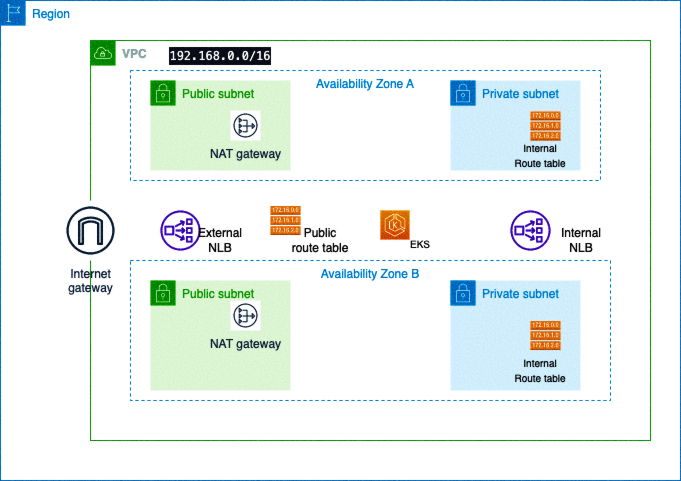 Region
VPC
192.168.0.0/16
Availability Zone A
Public subnet
NAT gateway
Private subnet
172.16.0.0
172.16.1.0
172.16.2.0
Internal
Route table
Internet
gateway
External
NLB
172.16.0.0
172.16.1.0
172.16.2.0
Public
route table
EKS
Internal
NLB
Availability Zone B
Public subnet
NAT gateway
Private subnet
172.16.0.0
172.16.1.0
172.16.2.0
Internal
Route table